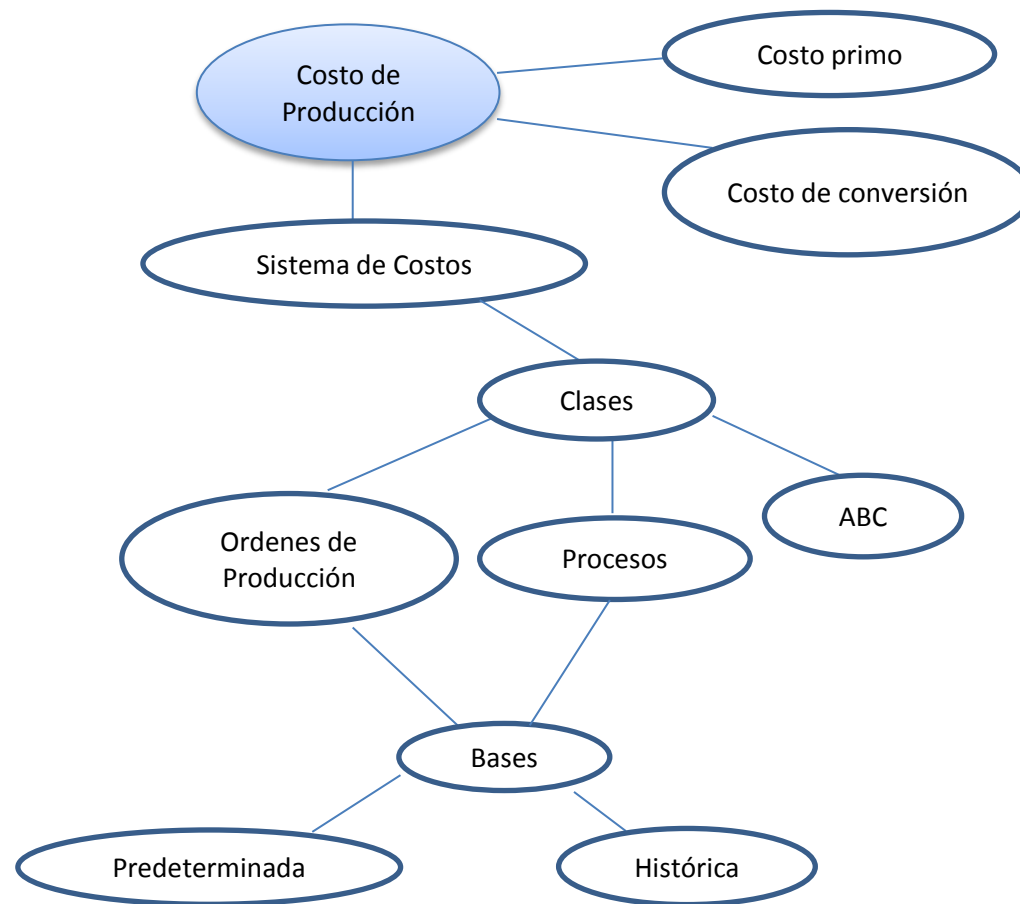 Costo de
Producción
Costo primo
Costo de conversión
Sistema de Costos
Clases
Ordenes de
Producción
Procesos
ABC
Bases
Predeterminada
Histórica